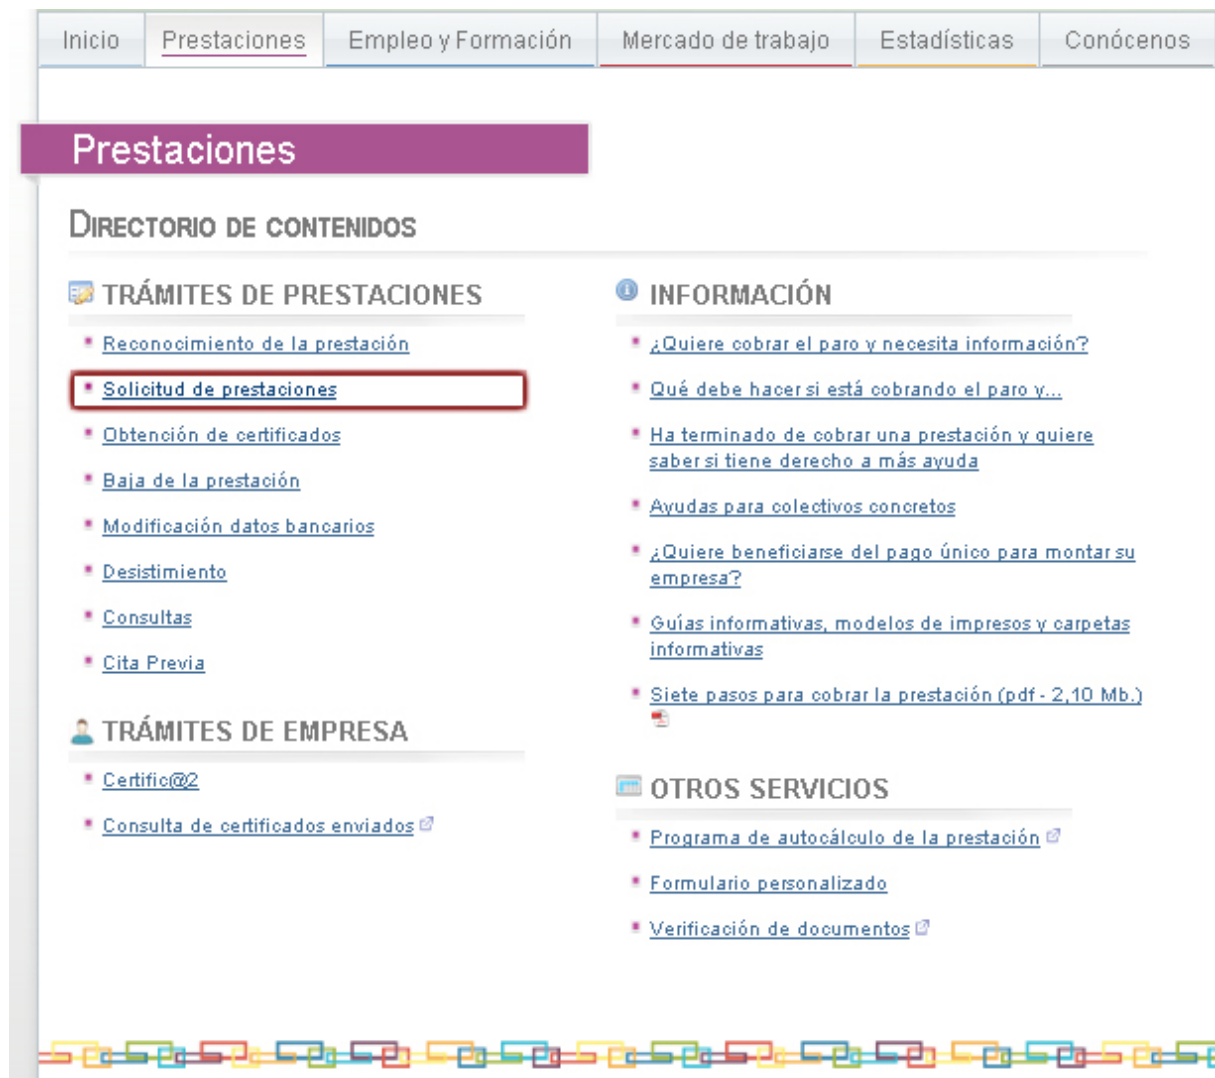 Inicio Prestaciones Empleo y Formación Mercado de trabajo Estadísticas Conócenos
Prestaciones
DIRECTORIO DE CONTENIDOS
TRÁMITES DE PRESTACIONES
Reconocimiento de la prestación
Solicitud de prestaciones
Obtención de certificados
Baja de la prestación
Modificación datos bancarios
Desistimiento
Consultas
Cita Previa
TRÁMITES DE EMPRESA
Certific@2
Consulta de certificados enviados
INFORMACIÓN
¿Quiere cobrar el paro y necesita información?
Qué debe hacer si está cobrando el paro y...
Ha terminado de cobrar una prestación y quiere
saber si tiene derecho a más ayuda
Ayudas para colectivos concretos
¿Quiere beneficiarse del pago único para montar su
empresa?
Guías informativas, modelos de impresos y carpetas
informativas
Siete pasos para cobrar la prestación (pdf - 2,10 Mb.)
OTROS SERVICIOS
Programa de autocálculo de la prestación
Formulario personalizado
Verificación de documentos